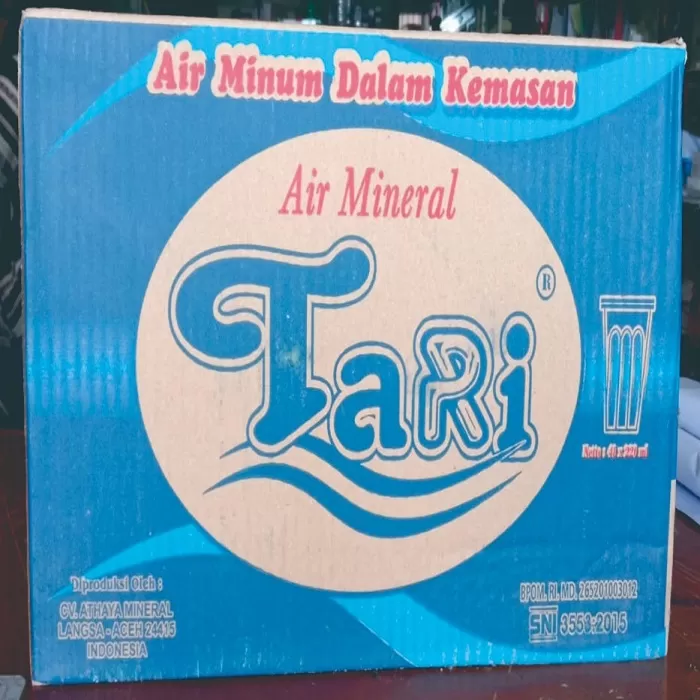 Air Minum Dalam Kemasan
Air Mineral
TaRi
®
Netto : 48 x 220 ml
Diproduksi Oleh :
CV. ATHAYA MINERAL
LANGSA - ACEH 24415
INDONESIA
BPOM. RI. MD. 265201003012
SNI 3553:2015